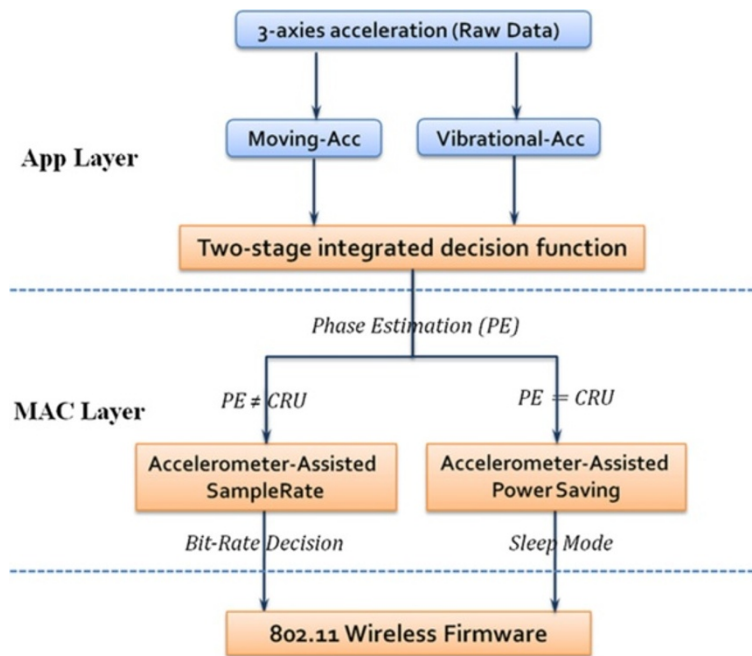 3-axies acceleration (Raw Data)
Moving-Acc
Vibrational-Acc
App Layer
Two-stage integrated decision function
Phase Estimation (PE)
PE ≠ CRU
PE = CRU
MAC Layer
Accelerometer-Assisted
SampleRate
Accelerometer-Assisted
Power Saving
Bit-Rate Decision
Sleep Mode
802.11 Wireless Firmware